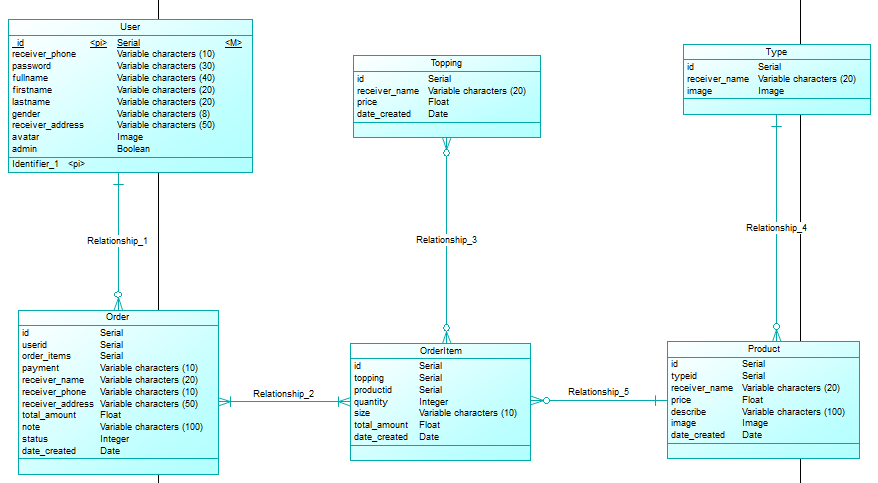 User
_id <pi> Serial <M>
receiver_phone Variable characters (10)
password Variable characters (30)
fullname Variable characters (40)
firstname Variable characters (20)
lastname Variable characters (20)
gender Variable characters (8)
receiver_address Variable characters (50)
avatar Image
admin Boolean
Identifier_1 <pi>
Topping
id Serial
receiver_name Variable characters (20)
price Float
date_created Date
Type
id Serial
receiver_name Variable characters (20)
image Image
Relationship_1
Relationship_3
Relationship_4
Order
id Serial
userid Serial
order_items Serial
payment Variable characters (10)
receiver_name Variable characters (20)
receiver_phone Variable characters (10)
receiver_address Variable characters (50)
total_amount Float
note Variable characters (100)
status Integer
date_created Date
Relationship_2
OrderItem
id Serial
topping Serial
productid Serial
quantity Integer
size Variable characters (10)
total_amount Float
date_created Date
Relationship_5
Product
id Serial
typeid Serial
receiver_name Variable characters (20)
price Float
describe Variable characters (100)
image Image
date_created Date